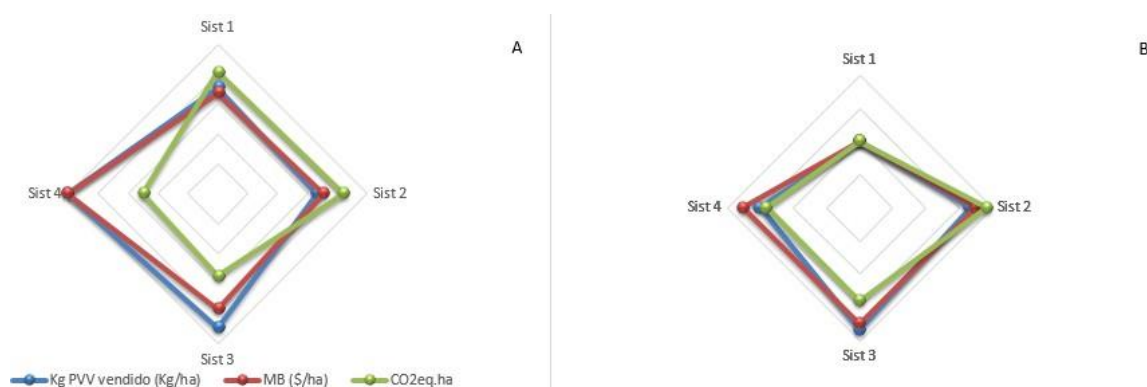 Sist 1
A
Sist 4
Sist 2
Sist 3
Kg PVV vendido (Kg/ha) MB ($/ha) CO2eq.ha
Sist 1
B
Sist 4
Sist 2
Sist 3